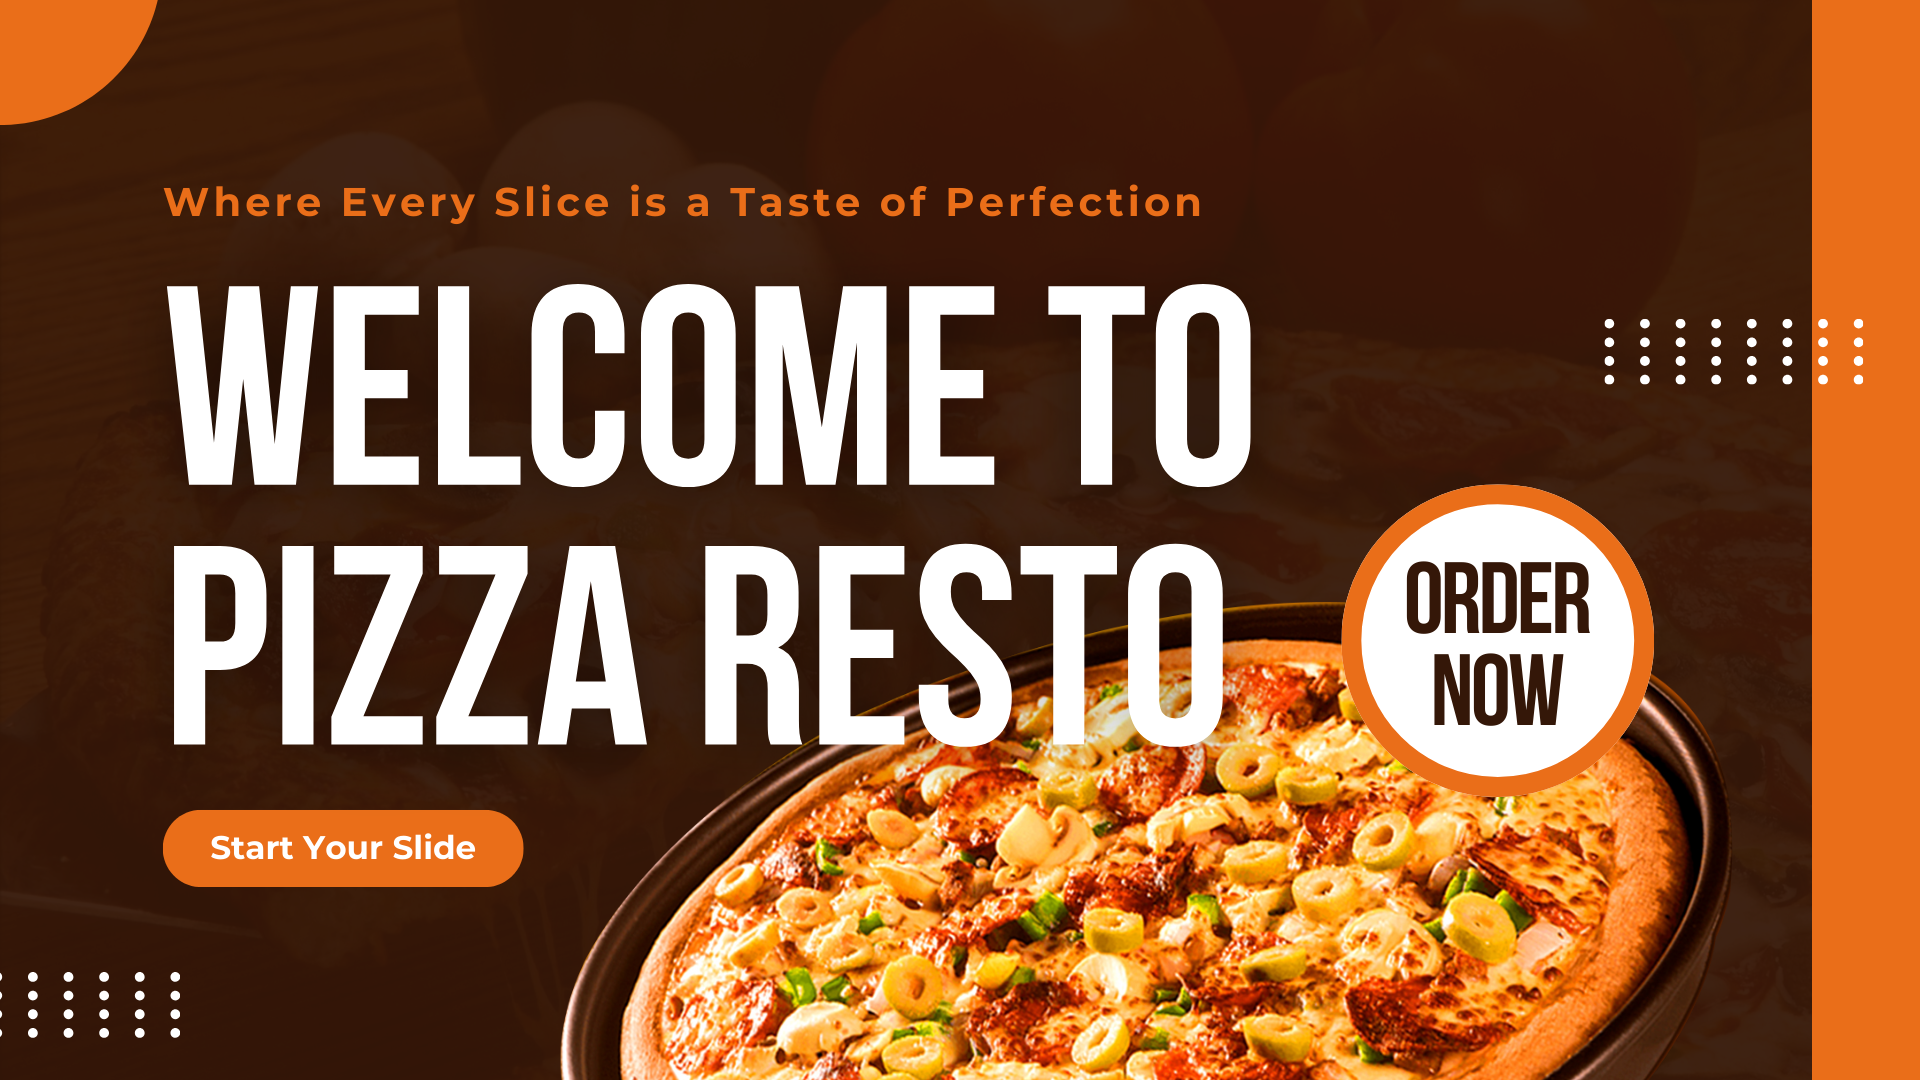 Where Every Slice is a Taste of Perfection
WELCOME TO
PIZZA RESTO
ORDER
NOW
Start Your Slide